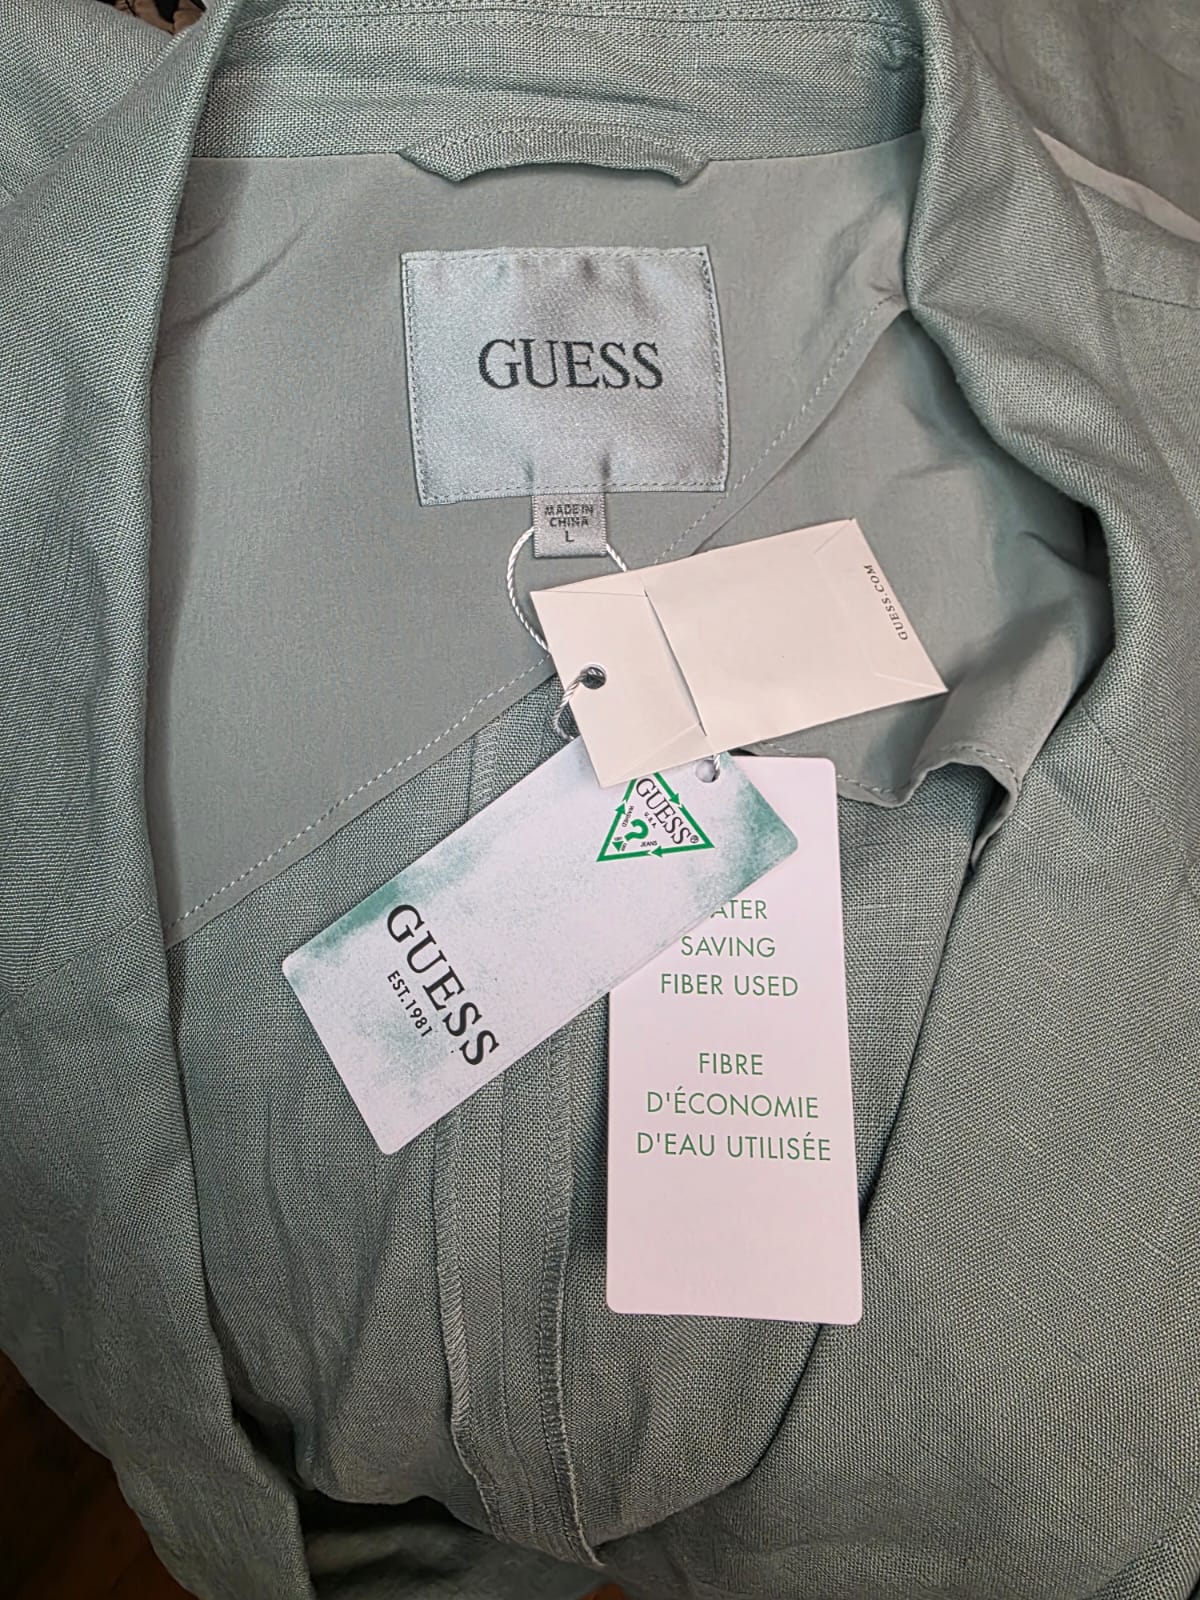 GUESS
MADE IN
CHINA
L
GUESS.COM
GUESS®
U.S.A.
?
JEANS
GUESS
EST.1981
SAVING
FIBER USED
FIBRE
D'ÉCONOMIE
D'EAU UTILISÉE